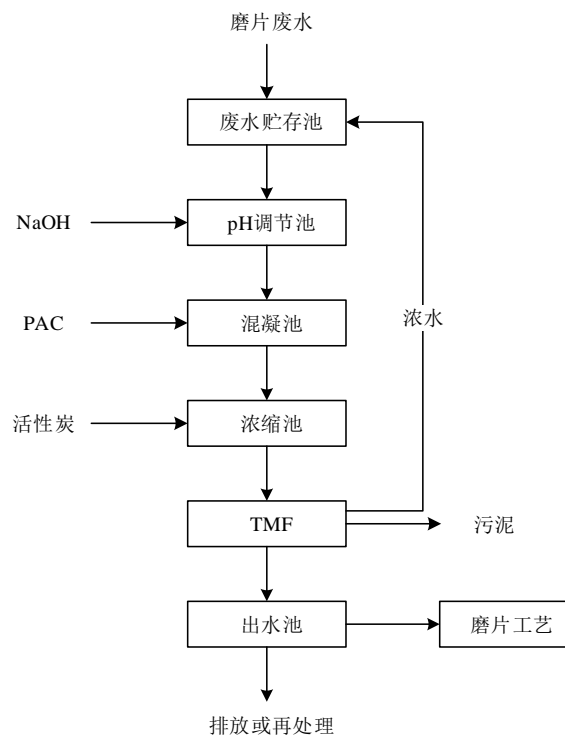 磨片废水
废水贮存池
NaOH
pH调节池
PAC
混凝池
浓水
活性炭
浓缩池
TMF
污泥
出水池
磨片工艺
排放或再处理